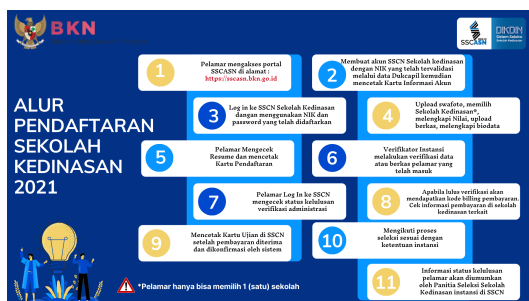 BKN
SSCASN
DIKDIN
Sistem Seleksi
Sekolah Kedinasan
ALUR
PENDAFTARAN
SEKOLAH
KEDINASAN
2021
1
Pelamar mengakses portal
SSCASN di alamat :
https://sscasn.bkn.go.id
2
Membuat akun SSCN Sekolah kedinasan
dengan NIK yang telah tervalidasi
melalui data Dukcapil kemudian
mencetak Kartu Informasi Akun
3
Log in ke SSCN Sekolah Kedinasan
dengan menggunakan NIK dan
password yang telah didaftarkan
4
Upload swafoto, memilih
Sekolah Kedinasan*,
melengkapi Nilai, upload
berkas, melengkapi biodata
5
Pelamar Mengecek
Resume dan mencetak
Kartu Pendaftaran
6
Verifikator Instansi
melakukan verifikasi data
atau berkas pelamar yang
telah masuk
7
Pelamar Log In ke SSCN
mengecek status kelulusan
verifikasi administrasi
8
Apabila lulus verifikasi akan
mendapatkan kode billing pembayaran.
Cek informasi pembayaran di sekolah
kedinasan terkait
9
Mencetak Kartu Ujian di SSCN
setelah pembayaran diterima
dan dikonfirmasi oleh sistem
10
Mengikuti proses
seleksi sesuai dengan
ketentuan instansi
11
Informasi status kelulusan
pelamar akan diumumkan
oleh Panitia Seleksi Sekolah
Kedinasan instansi di SSCN
*Pelamar hanya bisa memilih 1 (satu) sekolah